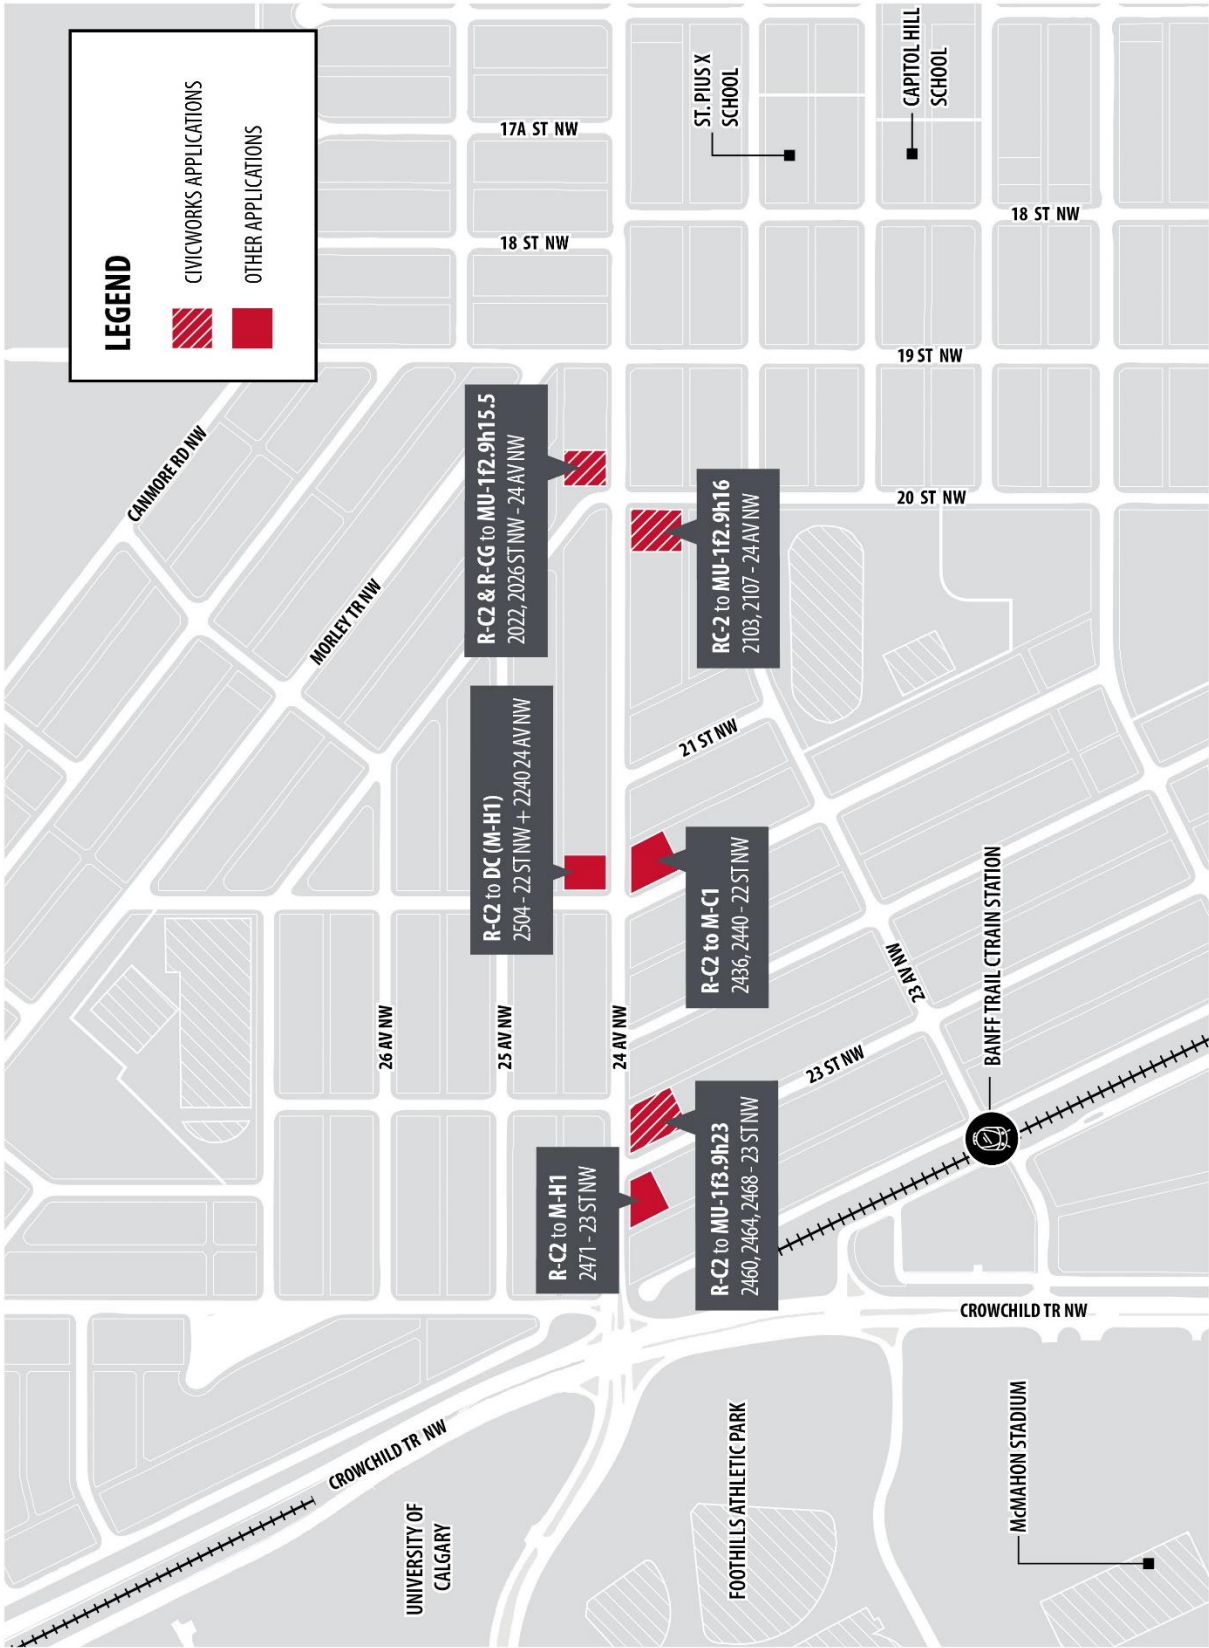 LEGEND
CIVICWORKS APPLICATIONS
OTHER APPLICATIONS
CANMORE RD NW
MORLEY TR NW
17A ST NW
18 ST NW
ST. PIUS X
SCHOOL
CAPITOL HILL
SCHOOL
18 ST NW
19 ST NW
20 ST NW
R-C2 & R-CG to MU-1f2.9h15.5
2022, 2026 ST NW - 24 AV NW
RC-2 to MU-1f2.9h16
2103, 2107 - 24 AV NW
R-C2 to DC (M-H1)
2504 - 22 ST NW + 2240 24 AV NW
21 ST NW
R-C2 to M-C1
2436, 2440 - 22 ST NW
26 AV NW
25 AV NW
24 AV NW
23 AV NW
23 ST NW
BANFF TRAIL CTRAIN STATION
R-C2 to M-H1
2471 - 23 ST NW
R-C2 to MU-1f3.9h23
2460, 2464, 2468 - 23 ST NW
CROWCHILD TR NW
CROWCHILD TR NW
UNIVERSITY OF
CALGARY
FOOTHILLS ATHLETIC PARK
McMAHON STADIUM